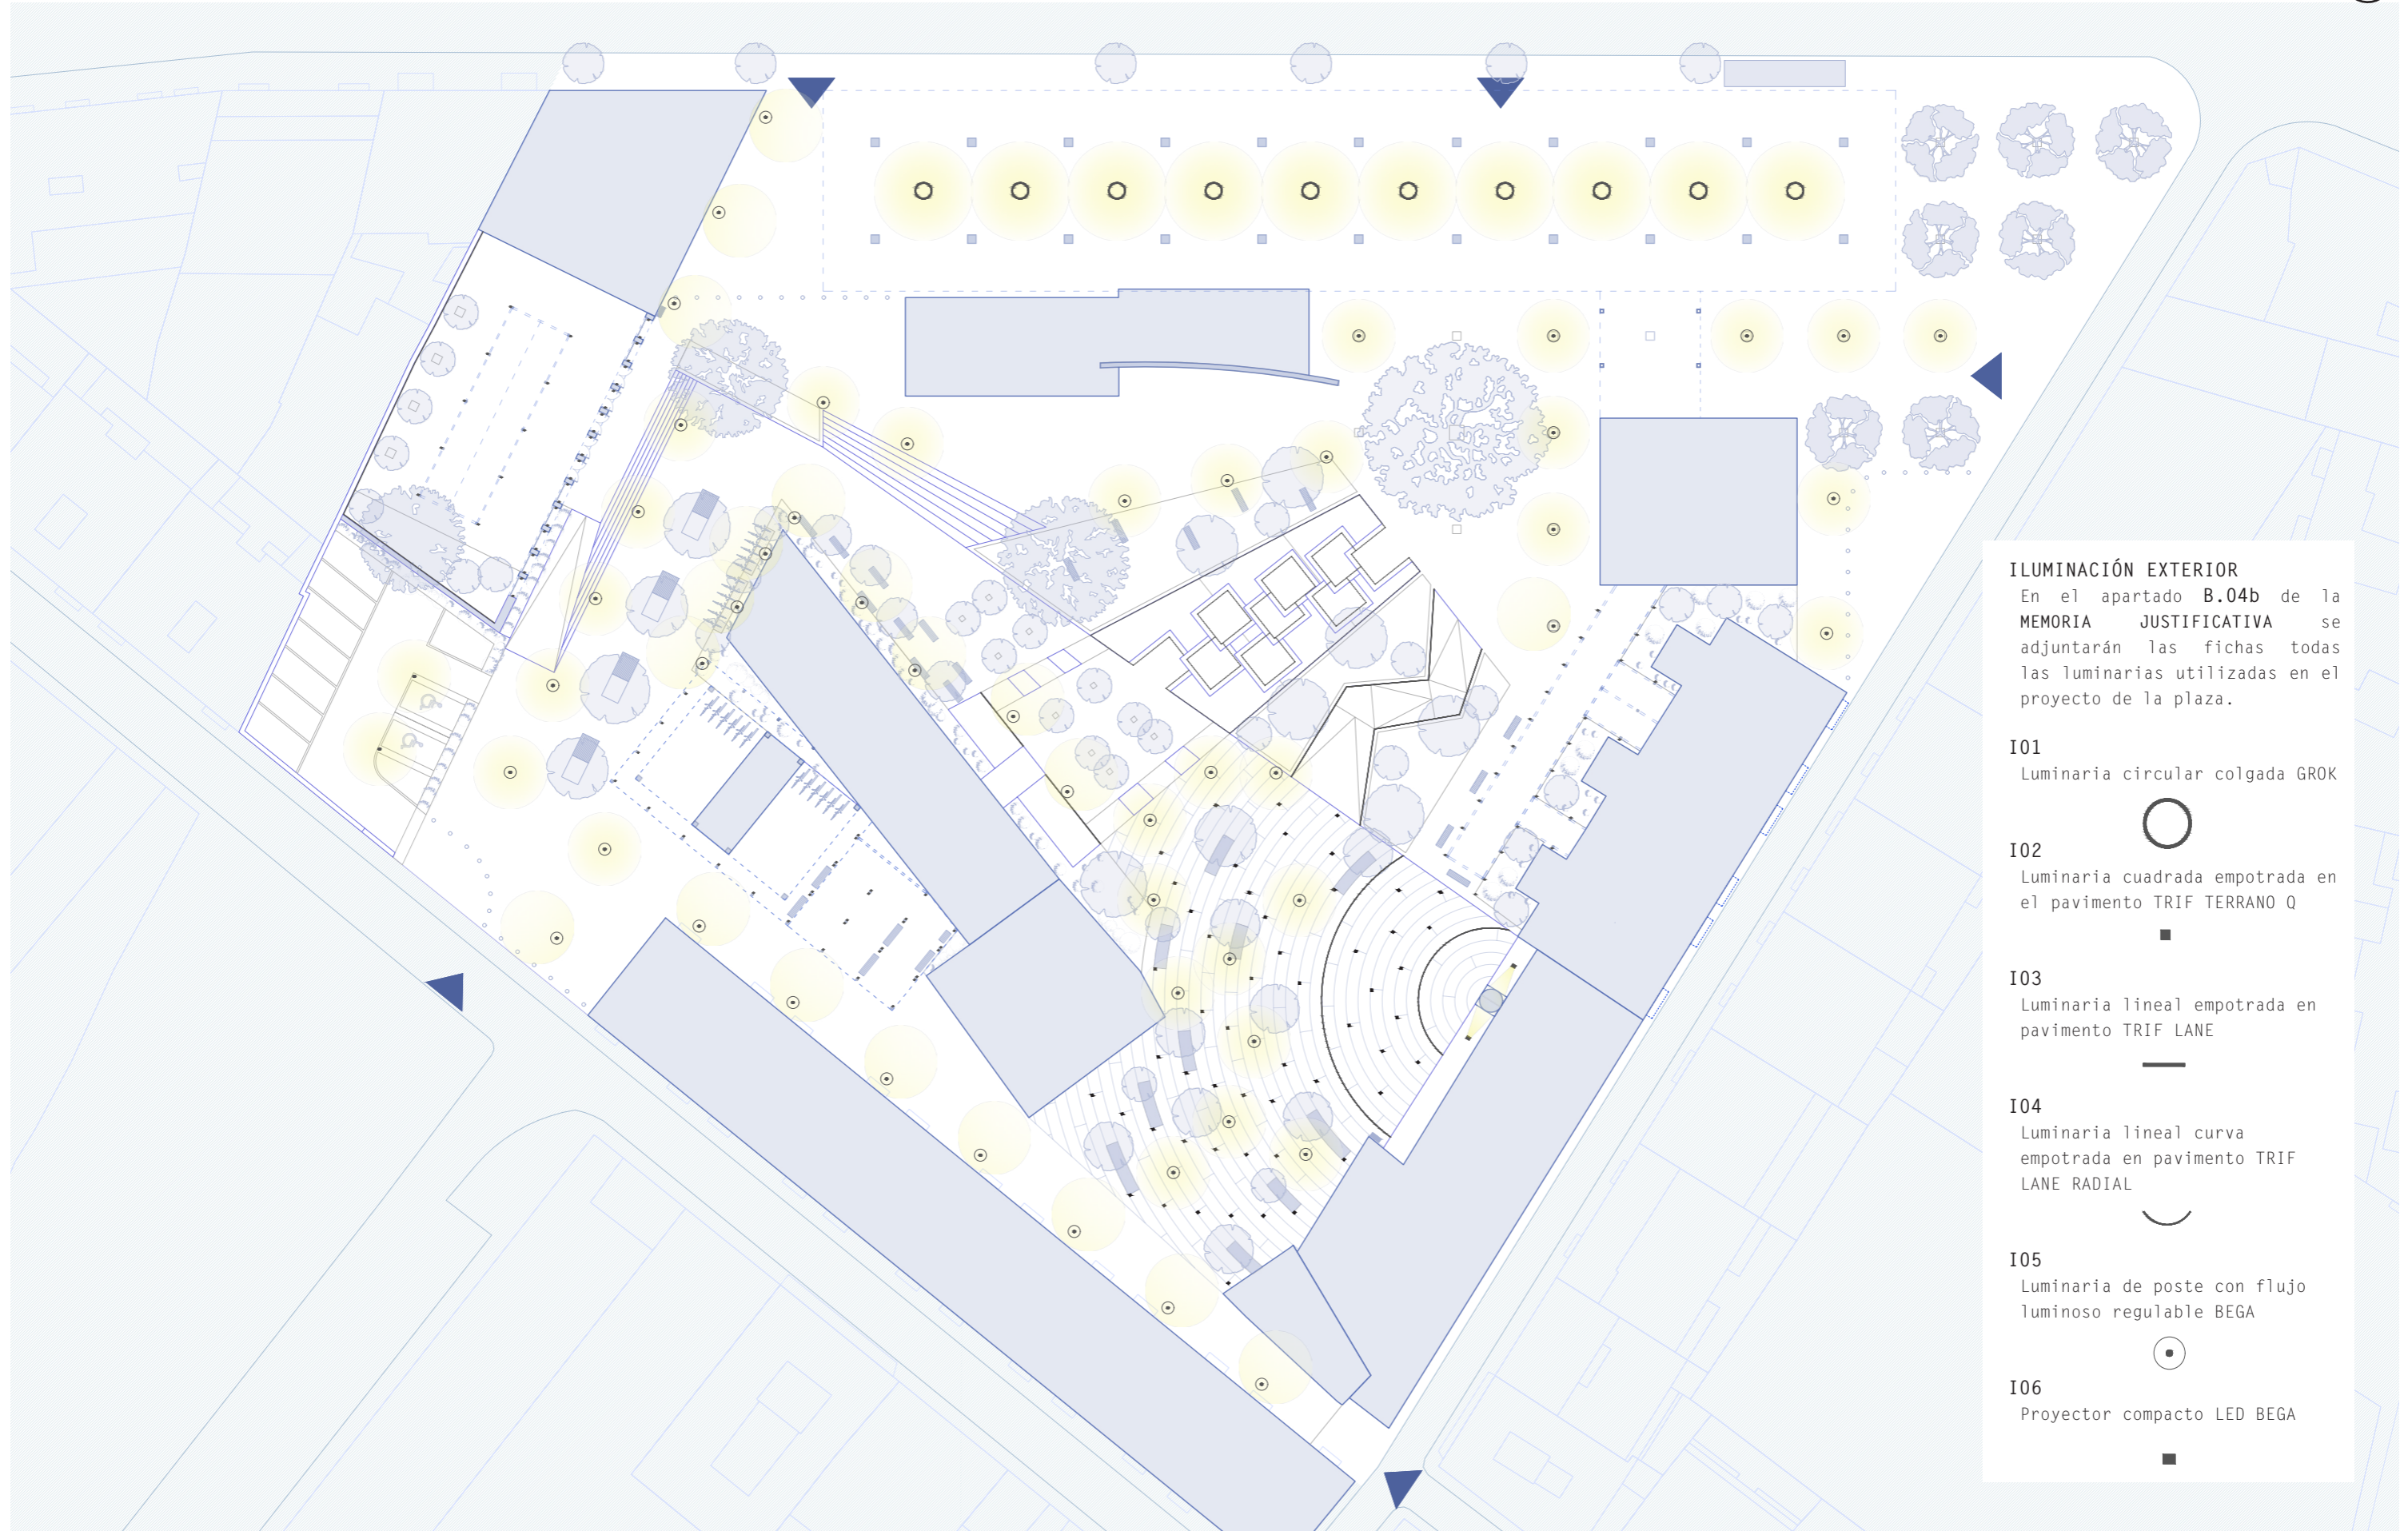 ILUMINACIÓN EXTERIOR
En el apartado B.04b de la
MEMORIA JUSTIFICATIVA se
adjuntarán las fichas todas
las luminarias utilizadas en el
proyecto de la plaza.
I01
Luminaria circular colgada GROK
I02
Luminaria cuadrada empotrada en
el pavimento TRIF TERRANO Q
I03
Luminaria lineal empotrada en
pavimento TRIF LANE
I04
Luminaria lineal curva
empotrada en pavimento TRIF
LANE RADIAL
I05
Luminaria de poste con flujo
luminoso regulable BEGA
I06
Proyector compacto LED BEGA